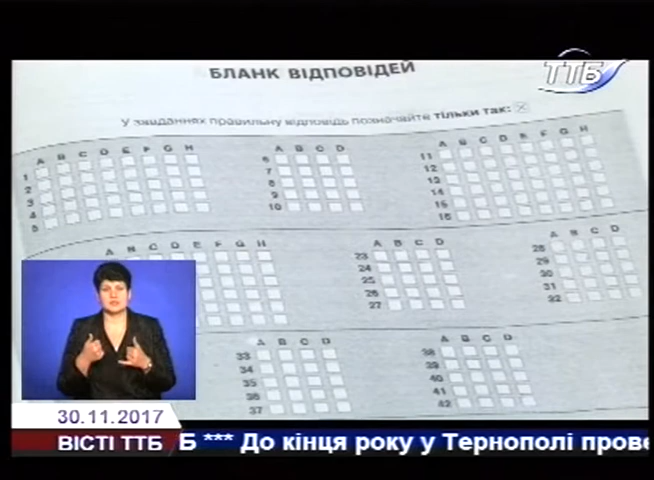 БЛАНК ВІДПОВІДЕЙ
ТТБ
У завданнях правильну відповідь позначайте тільки так:
A B C D E F G H
1
2
3
4
5
A B C D
6
7
8
9
10
A B C D E F G H
11
12
13
14
15
16
A B C D E F G H
A B C D
23
24
25
26
27
A B C D
28
29
30
31
32
A B C D
33
34
35
36
37
A B C D
38
39
40
41
42
30.11.2017
ВІСТІ ТТБ
Б *** До кінця року у Тернополі прове